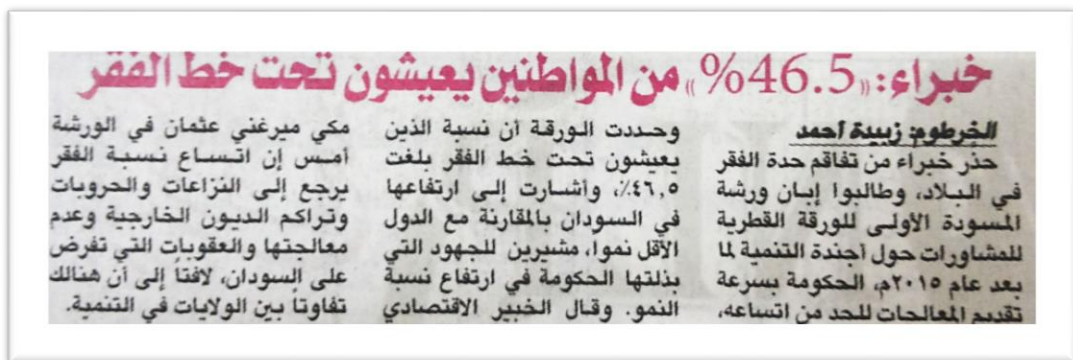 خبراء: «46.5%» من المواطنين يعيشون تحت خط الفقر
الخرطوم: زبيدة أحمد
حذر خبراء من تفاقم حدة الفقر
في البلاد، وطالبوا إبان ورشة
المسودة الأولى للورقة القطرية
للمشاورات حول أجندة التنمية لما
بعد عام ٢٠١٥م، الحكومة بسرعة
تقديم المعالجات للحد من اتساعه،
وحددت الورقة أن نسبة الذين
يعيشون تحت خط الفقر بلغت
٤٦,٥٪، وأشارت إلى ارتفاعها
في السودان بالمقارنة مع الدول
الأقل نموا، مشيرين للجهود التي
بذلتها الحكومة في ارتفاع نسبة
النمو. وقال الخبير الاقتصادي
مكي ميرغني عثمان في الورشة
أمس إن اتساع نسبة الفقر
يرجع إلى النزاعات والحروبات
وتراكم الديون الخارجية وعدم
معالجتها والعقوبات التي تفرض
على السودان، لافتاً إلى أن هنالك
تفاوتاً بين الولايات في التنمية.